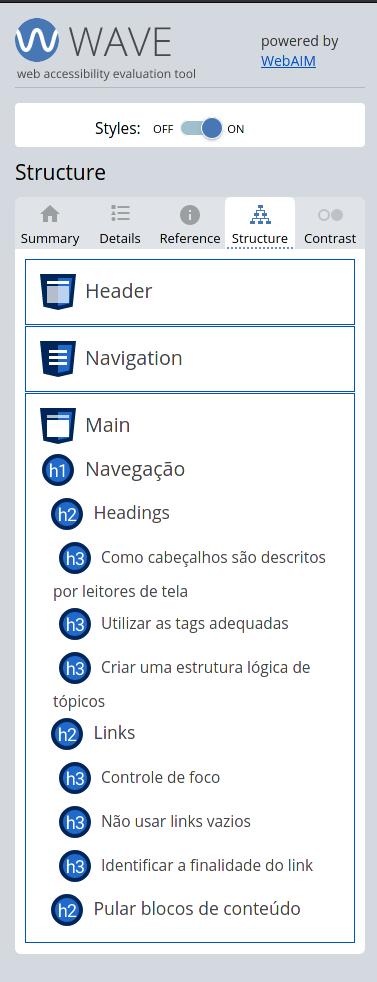 WAVE
web accessibility evaluation tool
powered by
WebAIM
Styles: OFF ON
Structure
Summary Details Reference Structure Contrast
Header
Navigation
Main
h1 Navegação
h2 Headings
h3 Como cabeçalhos são descritos
por leitores de tela
h3 Utilizar as tags adequadas
h3 Criar uma estrutura lógica de
tópicos
h2 Links
h3 Controle de foco
h3 Não usar links vazios
h3 Identificar a finalidade do link
h2 Pular blocos de conteúdo